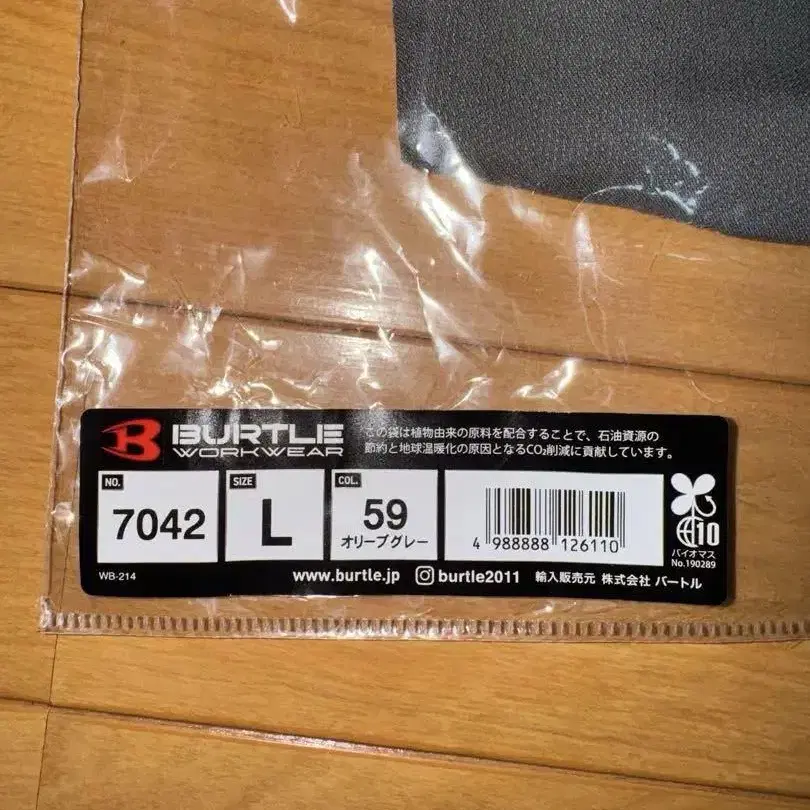 BURTLE
WORKWEAR
この袋は植物由来の原料を配合することで、石油資源の
節約と地球温暖化の原因となるCO₂削減に貢献しています。
NO.
7042
SIZE
L
COL.
59
オリーブグレー
4 988888 126110
10
バイオマス
No.190289
WB-214
www.burtle.jp burtle2011 輸入販売元 株式会社 バートル